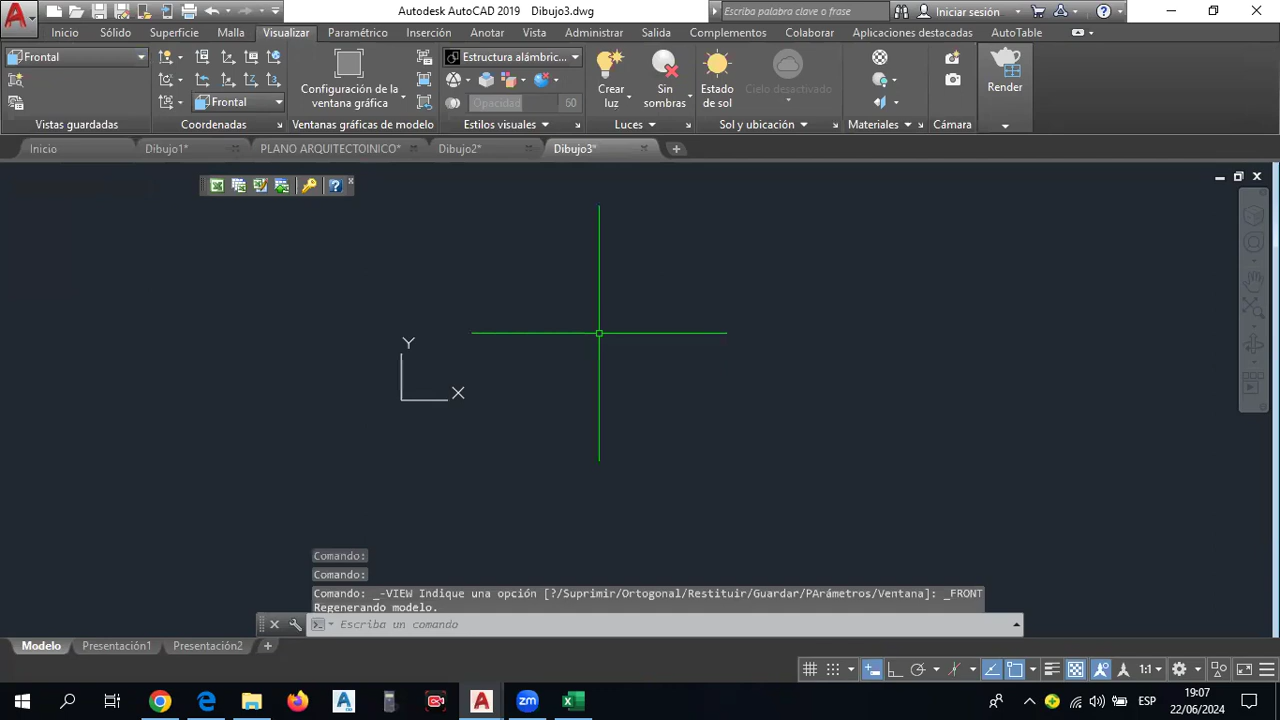 Autodesk AutoCAD 2019 Dibujo3.dwg
Escriba palabra clave o frase
Iniciar sesión
Inicio Sólido Superficie Malla Visualizar Paramétrico Inserción Anotar Vista Administrar Salida Complementos Colaborar Aplicaciones destacadas AutoTable
Frontal
Frontal
Vistas guardadas
Coordenadas
Configuración de la
ventana gráfica
Ventanas gráficas de modelo
Estructura alámbric...
Opacidad 60
Estilos visuales
Crear
luz
Sin
sombras
Luces
Estado
de sol
Cielo desactivado
Sol y ubicación
Materiales
Cámara
Render
Inicio Dibujo1* PLANO ARQUITECTOINICO* Dibujo2* Dibujo3*
Y
X
Comando:
Comando:
Comando: _-VIEW Indique una opción [?/Suprimir/Ortogonal/Restituir/Guardar/PArámetros/Ventana]: _FRONT
Regenerando modelo.
Escriba un comando
Modelo Presentación1 Presentación2
1:1
zm
ESP
19:07
22/06/2024